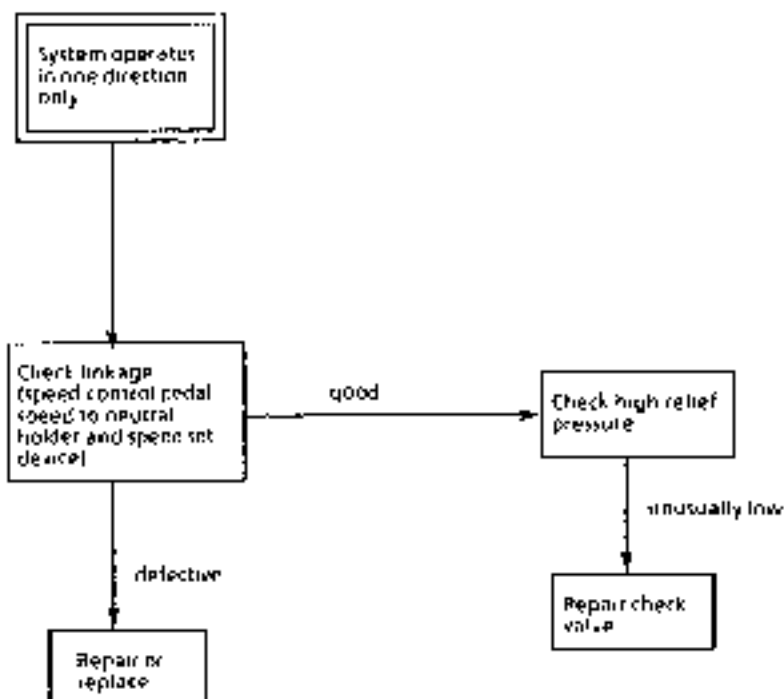 System operates
in one direction
only
Check linkage
(speed control pedal
speed to neutral
holder and speed set
device)
good
Check high relief
pressure
unusually low
defective
Repair check
valve
Repair or
replace